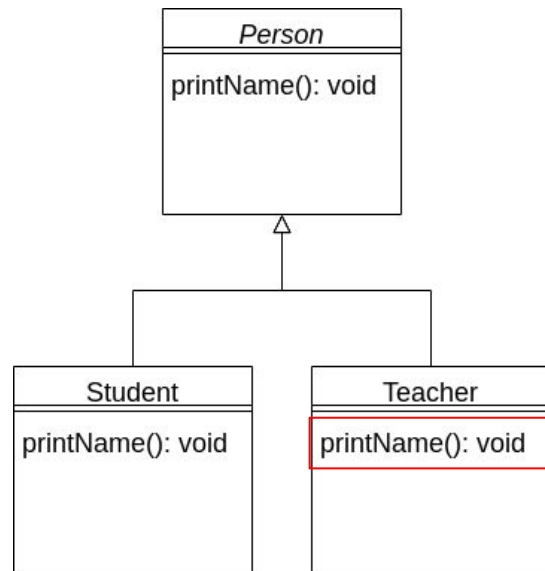 Person
printName(): void
Student
printName(): void
Teacher
printName(): void